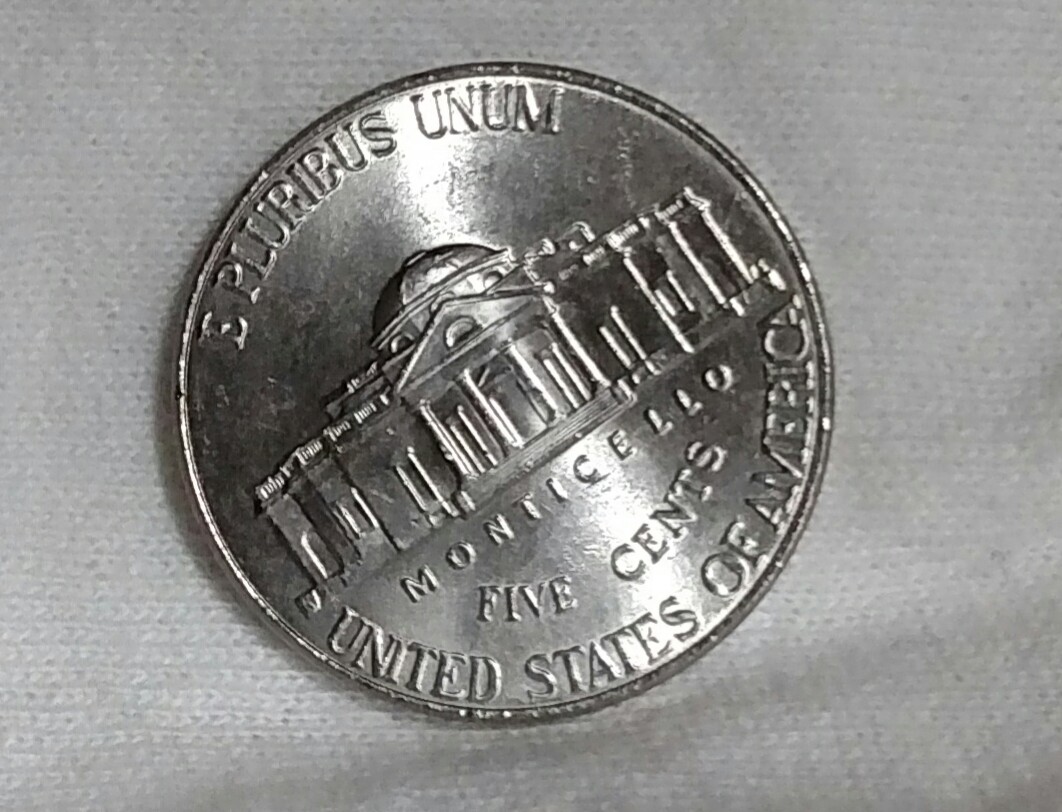 E PLURIBUS UNUM
MONTICELLO
FIVE CENTS
UNITED STATES OF AMERICA